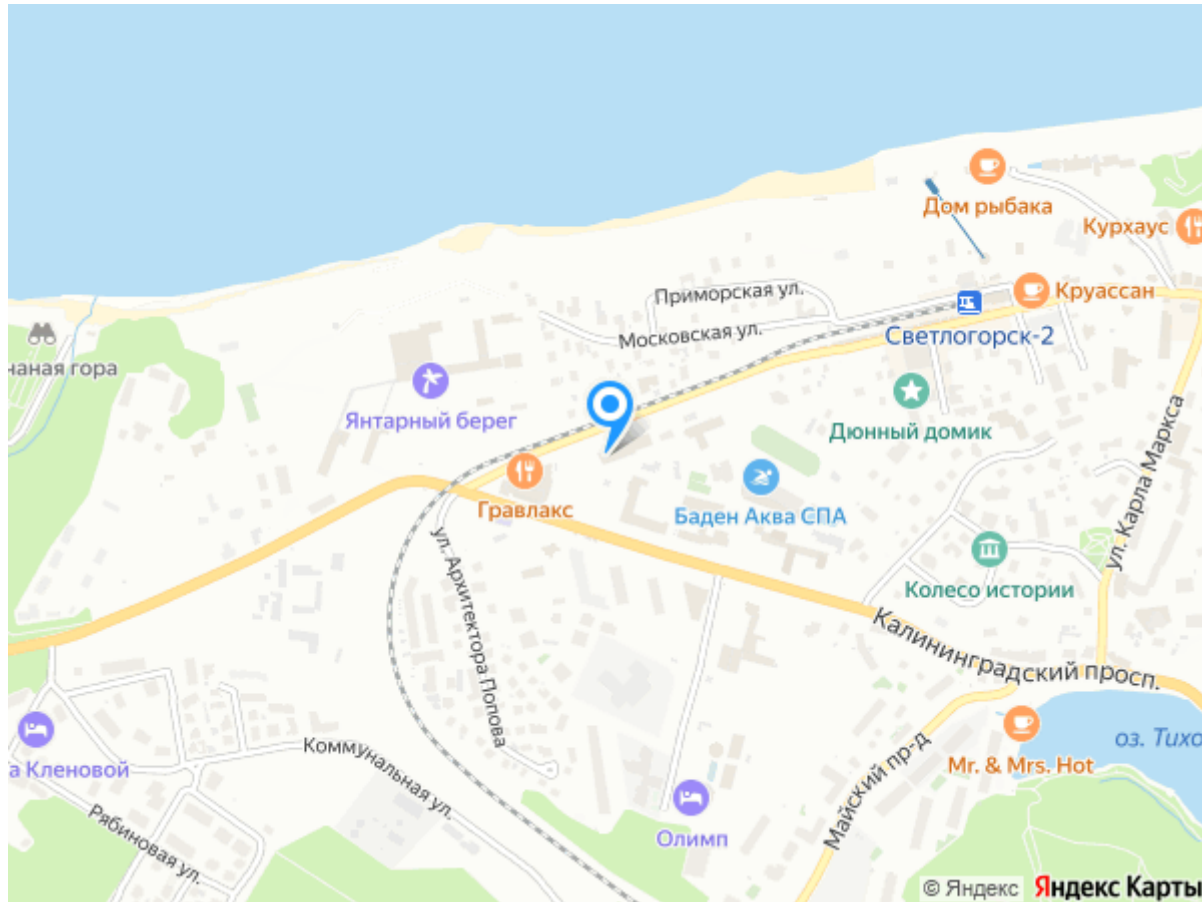 Дом рыбака
Курхаус
Приморская ул.
Круассан
Московская ул.
Светлогорск-2
чаная гора
Янтарный берег
Дюнный домик
ул. Карла Маркса
Гравлакс
Баден Аква СПА
ул. Архитектора Попова
Колесо истории
Калининградский просп.
оз. Тихо
а Кленовой
Коммунальная ул.
Майский пр-д
Mr. & Mrs. Hot
Рябиновая ул.
Олимп
© Яндекс Яндекс Карты